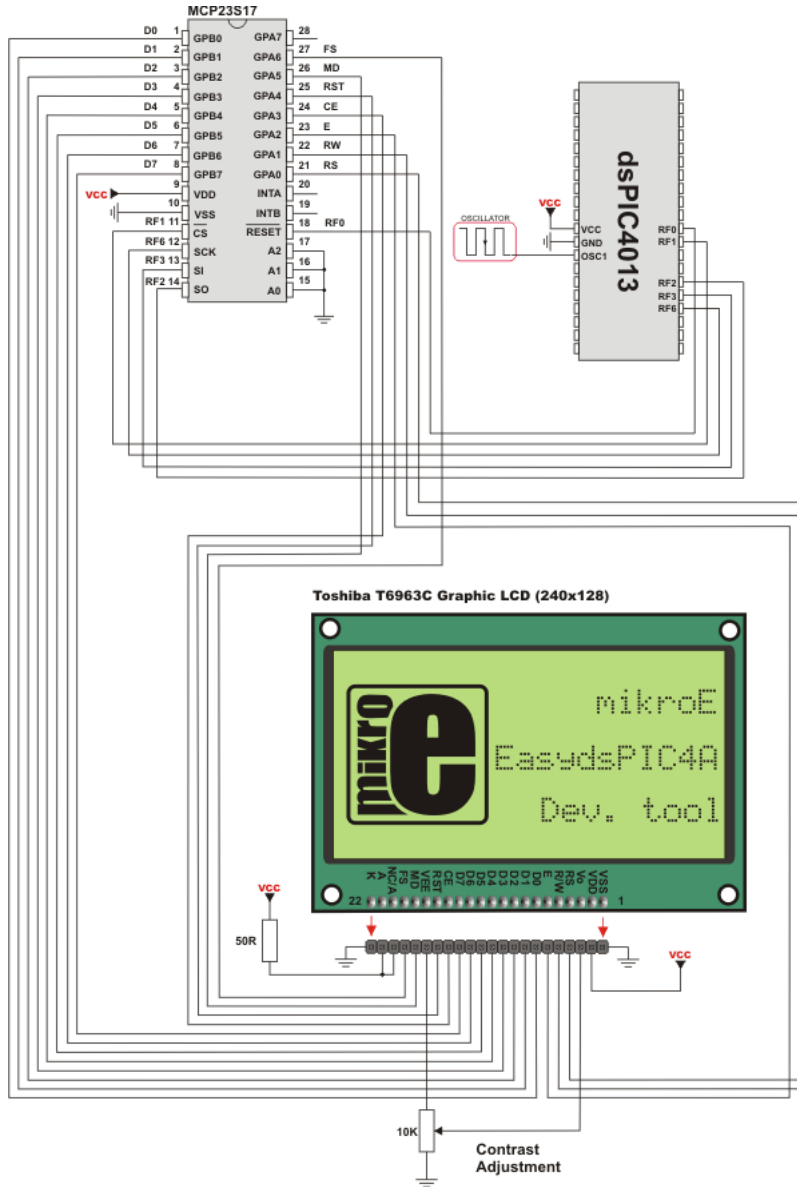 MCP23S17
D0 1 GPB0 GPA7 28
D1 2 GPB1 GPA6 27 FS
D2 3 GPB2 GPA5 26 MD
D3 4 GPB3 GPA4 25 RST
D4 5 GPB4 GPA3 24 CE
D5 6 GPB5 GPA2 23 E
D6 7 GPB6 GPA1 22 RW
D7 8 GPB7 GPA0 21 RS
VCC 9 VDD INTA 20
10 VSS INTB 19
RF1 11 CS RESET 18 RF0
RF6 12 SCK A2 17
RF3 13 SI A1 16
RF2 14 SO A0 15
OSCILLATOR
VCC
dsPIC4013
VCC RF0
GND RF1
OSC1
RF2
RF3
RF6
Toshiba T6963C Graphic LCD (240x128)
mikro e
mikroE
EasydsPIC4A
Dev. tool
K A NC/A FS MD VEE RST CE D7 D6 D5 D4 D3 D2 D1 D0 E R/W RS Vo VDD VSS
22 1
VCC
50R
VCC
10K
Contrast
Adjustment